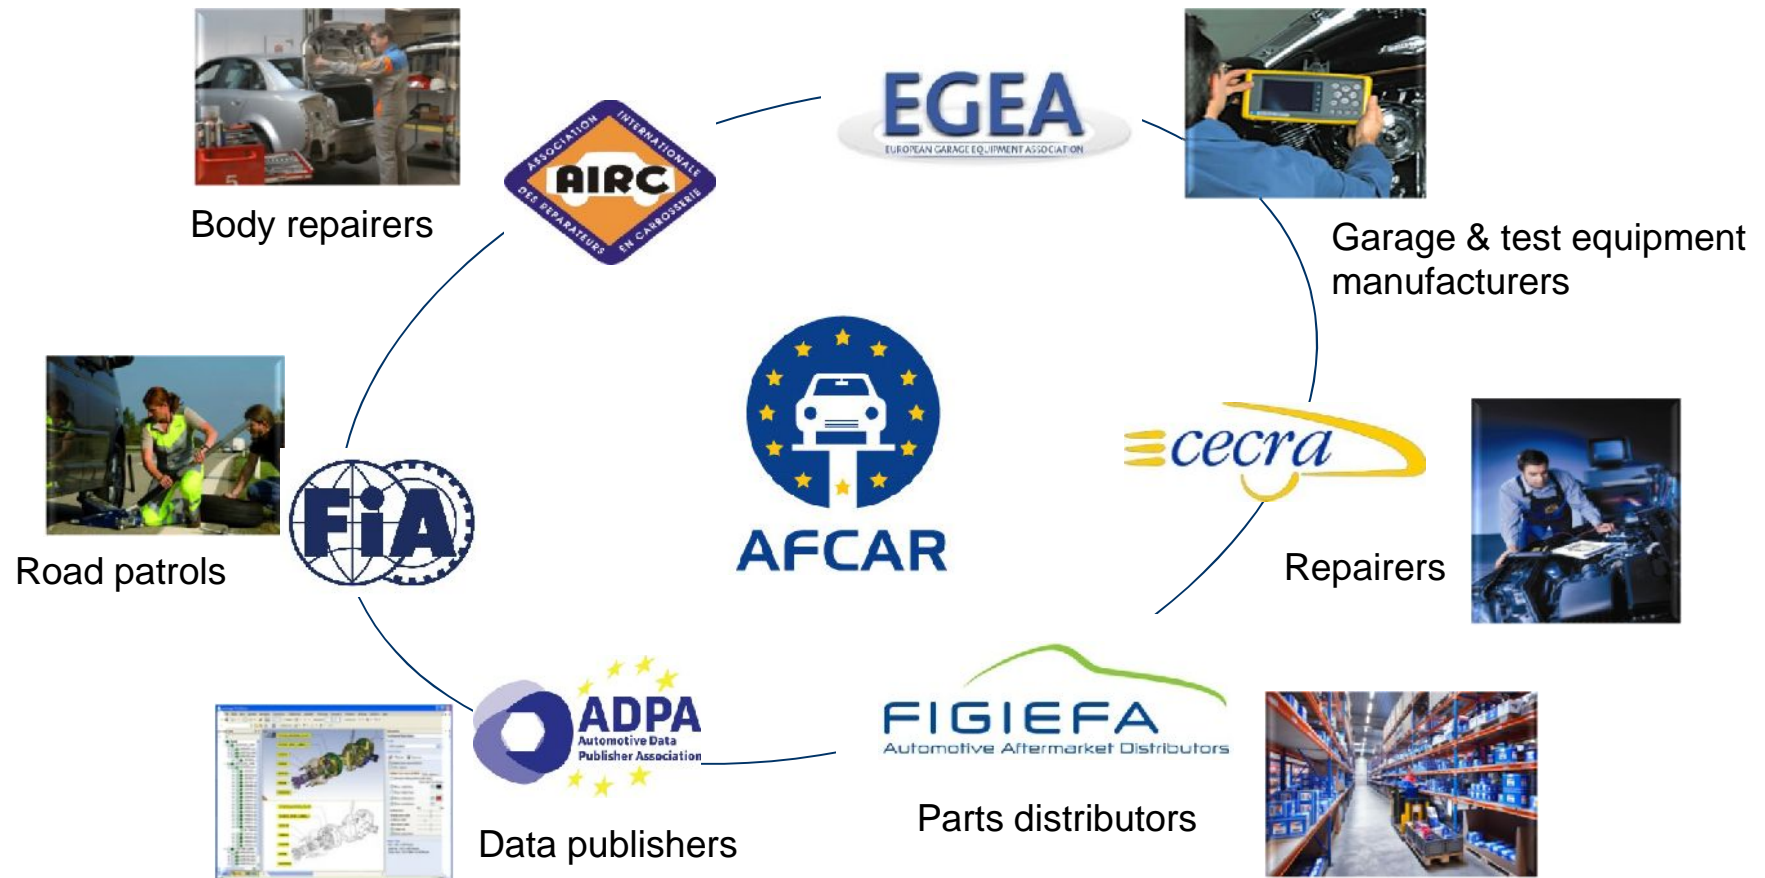 ASSOCIATION INTERNATIONALE
AIRC
DES REPARATEURS EN CARROSSERIE
Body repairers
EGEA
EUROPEAN GARAGE EQUIPMENT ASSOCIATION
Garage & test equipment
manufacturers
AFCAR
cecra
Repairers
FiA
Road patrols
ADPA
Automotive Data
Publisher Association
Data publishers
FIGIEFA
Automotive Aftermarket Distributors
Parts distributors